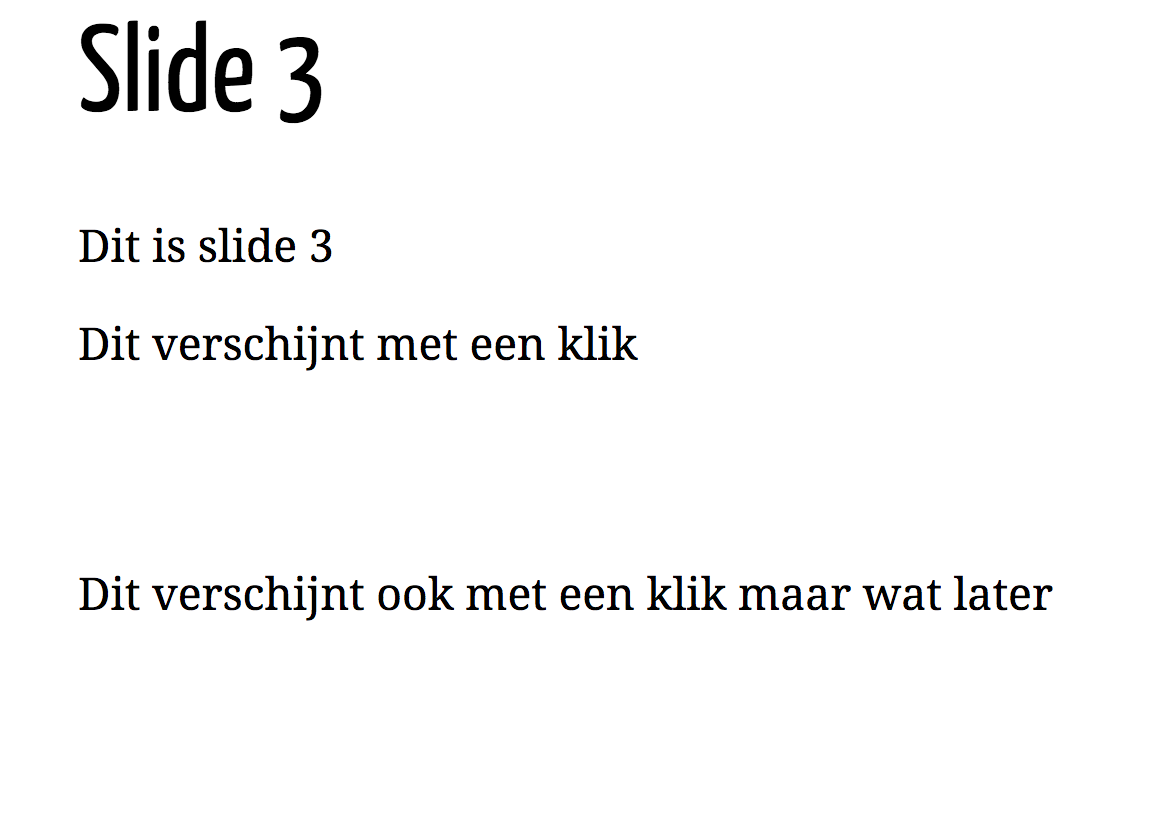 Slide 3
Dit is slide 3
Dit verschijnt met een klik
Dit verschijnt ook met een klik maar wat later